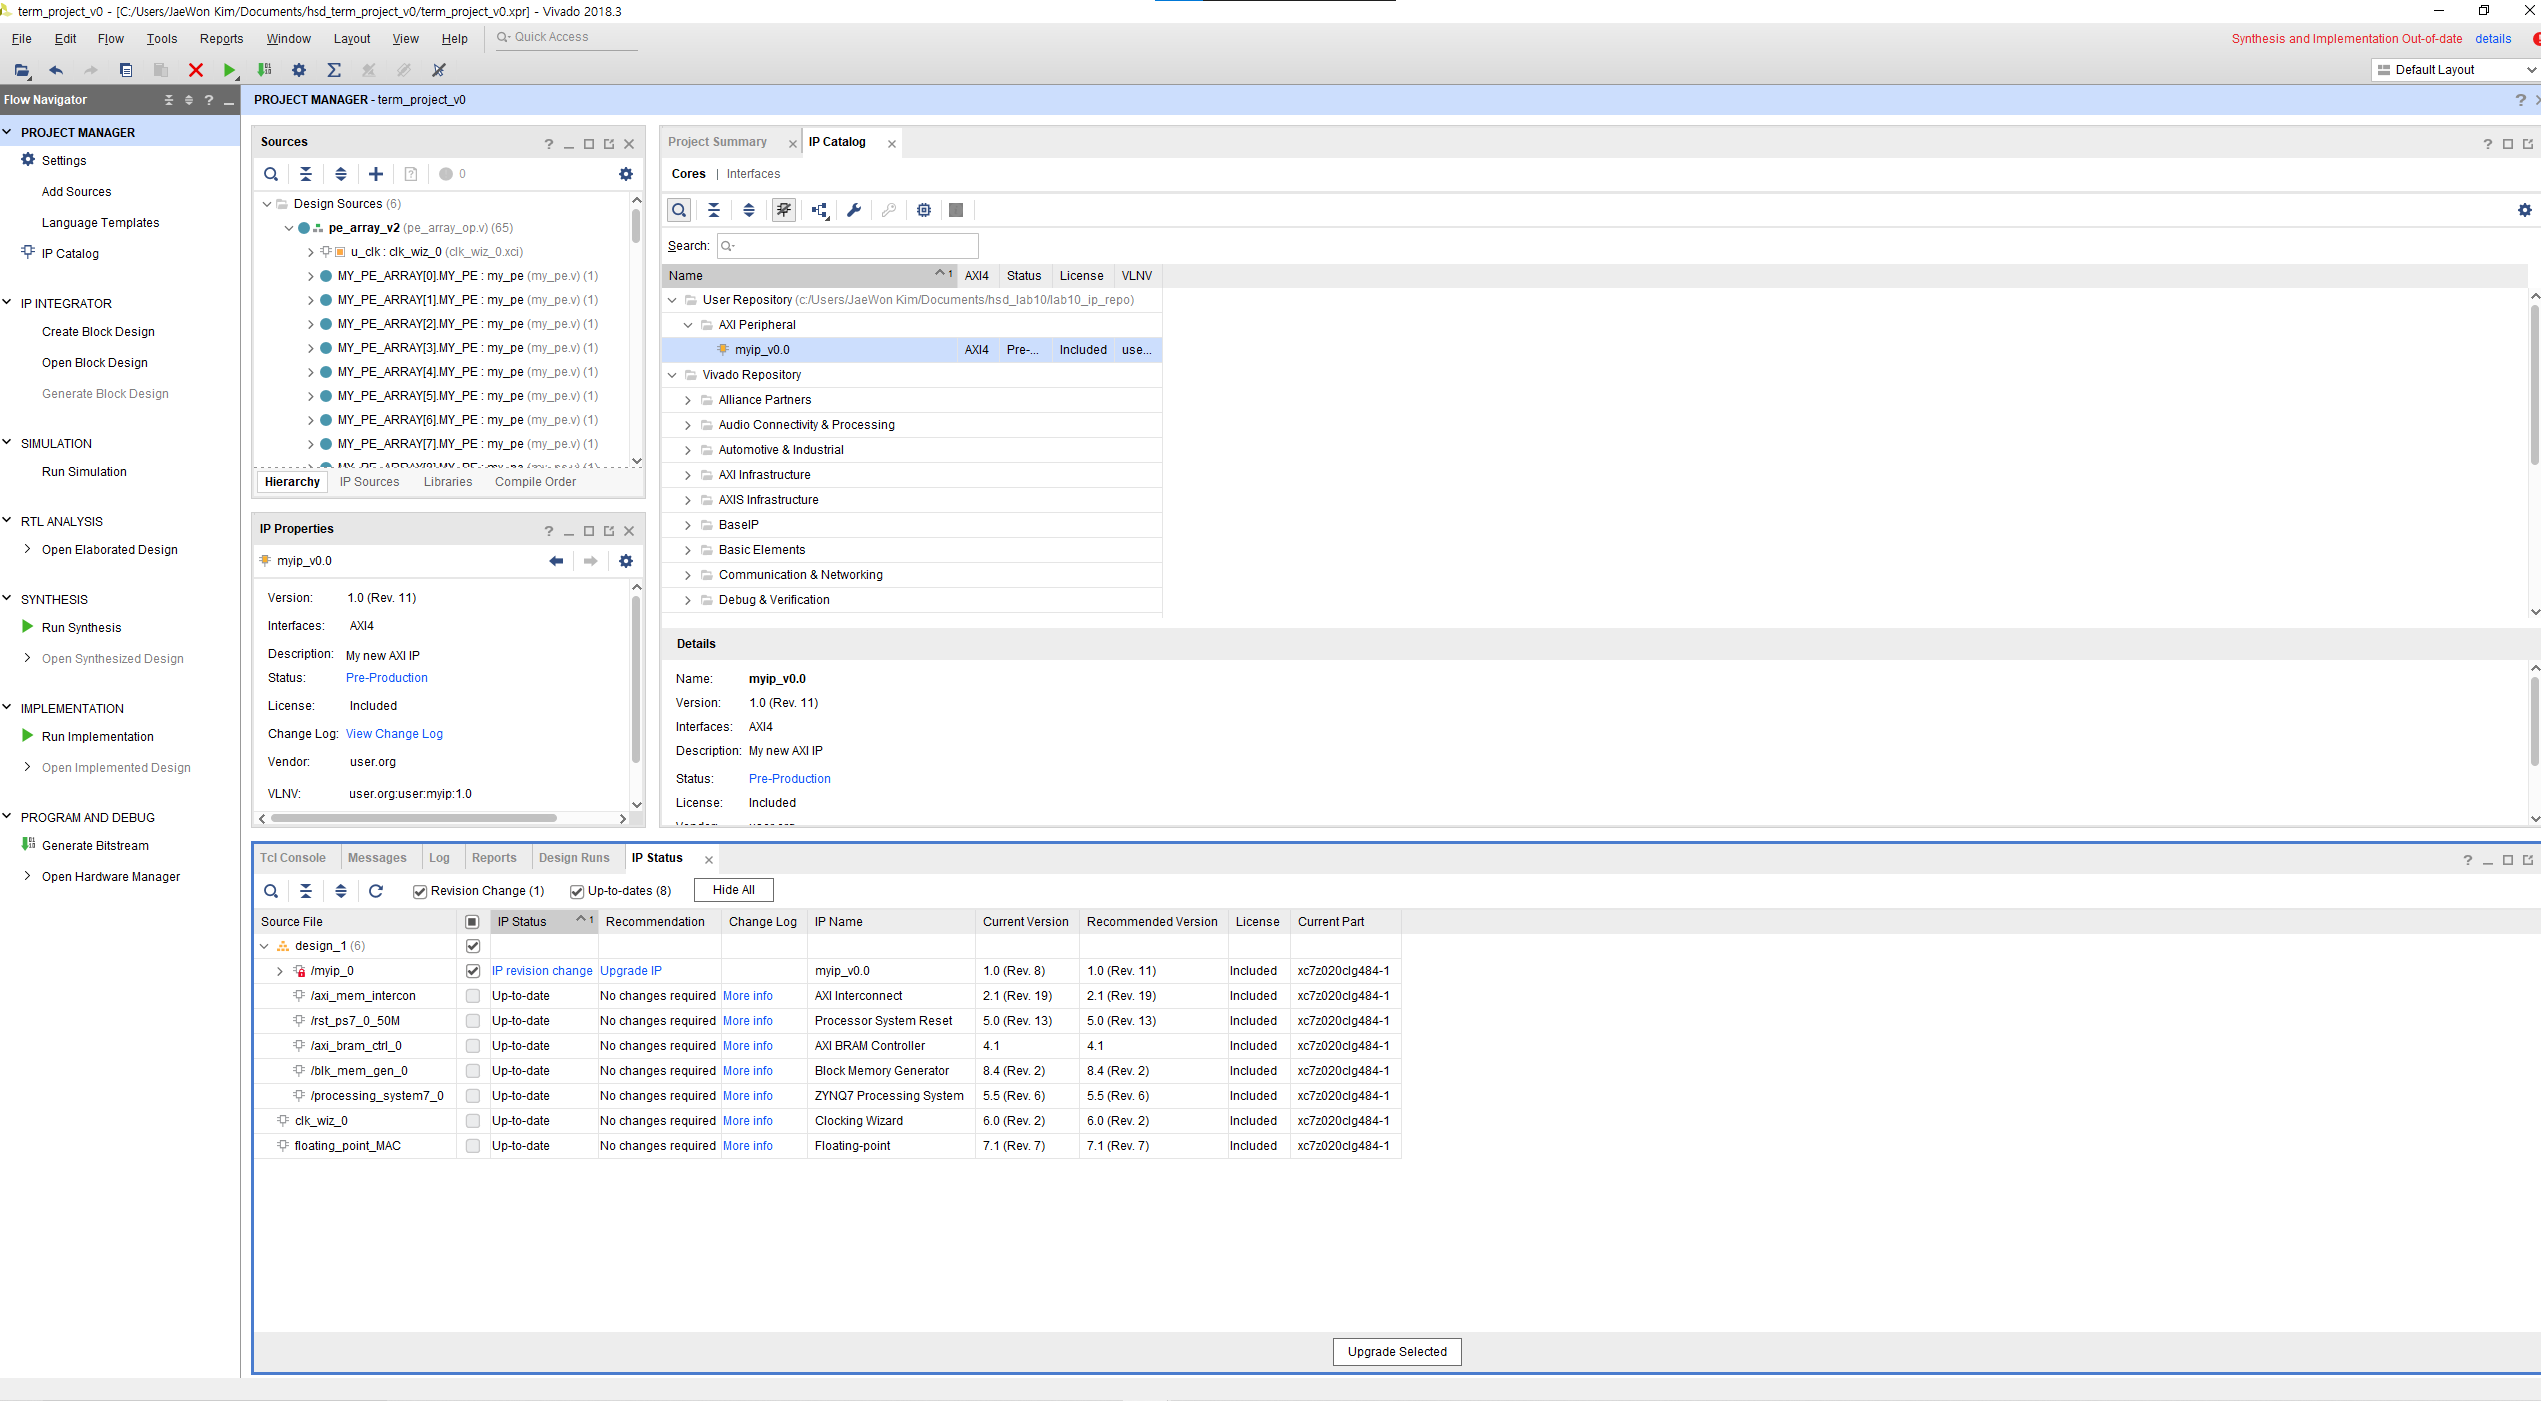 term_project_v0 - [C:/Users/JaeWon Kim/Documents/hsd_term_project_v0/term_project_v0.xpr] - Vivado 2018.3
File Edit Flow Tools Reports Window Layout View Help Quick Access
Synthesis and Implementation Out-of-date details
Default Layout
Flow Navigator
PROJECT MANAGER
Settings
Add Sources
Language Templates
IP Catalog
IP INTEGRATOR
Create Block Design
Open Block Design
Generate Block Design
SIMULATION
Run Simulation
RTL ANALYSIS
Open Elaborated Design
SYNTHESIS
Run Synthesis
Open Synthesized Design
IMPLEMENTATION
Run Implementation
Open Implemented Design
PROGRAM AND DEBUG
Generate Bitstream
Open Hardware Manager
PROJECT MANAGER - term_project_v0
Sources
0
Design Sources (6)
pe_array_v2 (pe_array_op.v) (65)
u_clk : clk_wiz_0 (clk_wiz_0.xci)
MY_PE_ARRAY[0].MY_PE : my_pe (my_pe.v) (1)
MY_PE_ARRAY[1].MY_PE : my_pe (my_pe.v) (1)
MY_PE_ARRAY[2].MY_PE : my_pe (my_pe.v) (1)
MY_PE_ARRAY[3].MY_PE : my_pe (my_pe.v) (1)
MY_PE_ARRAY[4].MY_PE : my_pe (my_pe.v) (1)
MY_PE_ARRAY[5].MY_PE : my_pe (my_pe.v) (1)
MY_PE_ARRAY[6].MY_PE : my_pe (my_pe.v) (1)
MY_PE_ARRAY[7].MY_PE : my_pe (my_pe.v) (1)
Hierarchy IP Sources Libraries Compile Order
IP Properties
myip_v0.0
Version: 1.0 (Rev. 11)
Interfaces: AXI4
Description: My new AXI IP
Status: Pre-Production
License: Included
Change Log: View Change Log
Vendor: user.org
VLNV: user.org:user:myip:1.0
Project Summary IP Catalog
Cores | Interfaces
Search:
Name 1 AXI4 Status License VLNV
User Repository (c:/Users/JaeWon Kim/Documents/hsd_lab10/lab10_ip_repo)
AXI Peripheral
myip_v0.0 AXI4 Pre-... Included use...
Vivado Repository
Alliance Partners
Audio Connectivity & Processing
Automotive & Industrial
AXI Infrastructure
AXIS Infrastructure
BaseIP
Basic Elements
Communication & Networking
Debug & Verification
Details
Name: myip_v0.0
Version: 1.0 (Rev. 11)
Interfaces: AXI4
Description: My new AXI IP
Status: Pre-Production
License: Included
Tcl Console Messages Log Reports Design Runs IP Status
Revision Change (1) Up-to-dates (8) Hide All
Source File IP Status 1 Recommendation Change Log IP Name Current Version Recommended Version License Current Part
design_1 (6)
/myip_0 IP revision change Upgrade IP myip_v0.0 1.0 (Rev. 8) 1.0 (Rev. 11) Included xc7z020clg484-1
/axi_mem_intercon Up-to-date No changes required More info AXI Interconnect 2.1 (Rev. 19) 2.1 (Rev. 19) Included xc7z020clg484-1
/rst_ps7_0_50M Up-to-date No changes required More info Processor System Reset 5.0 (Rev. 13) 5.0 (Rev. 13) Included xc7z020clg484-1
/axi_bram_ctrl_0 Up-to-date No changes required More info AXI BRAM Controller 4.1 4.1 Included xc7z020clg484-1
/blk_mem_gen_0 Up-to-date No changes required More info Block Memory Generator 8.4 (Rev. 2) 8.4 (Rev. 2) Included xc7z020clg484-1
/processing_system7_0 Up-to-date No changes required More info ZYNQ7 Processing System 5.5 (Rev. 6) 5.5 (Rev. 6) Included xc7z020clg484-1
clk_wiz_0 Up-to-date No changes required More info Clocking Wizard 6.0 (Rev. 2) 6.0 (Rev. 2) Included xc7z020clg484-1
floating_point_MAC Up-to-date No changes required More info Floating-point 7.1 (Rev. 7) 7.1 (Rev. 7) Included xc7z020clg484-1
Upgrade Selected